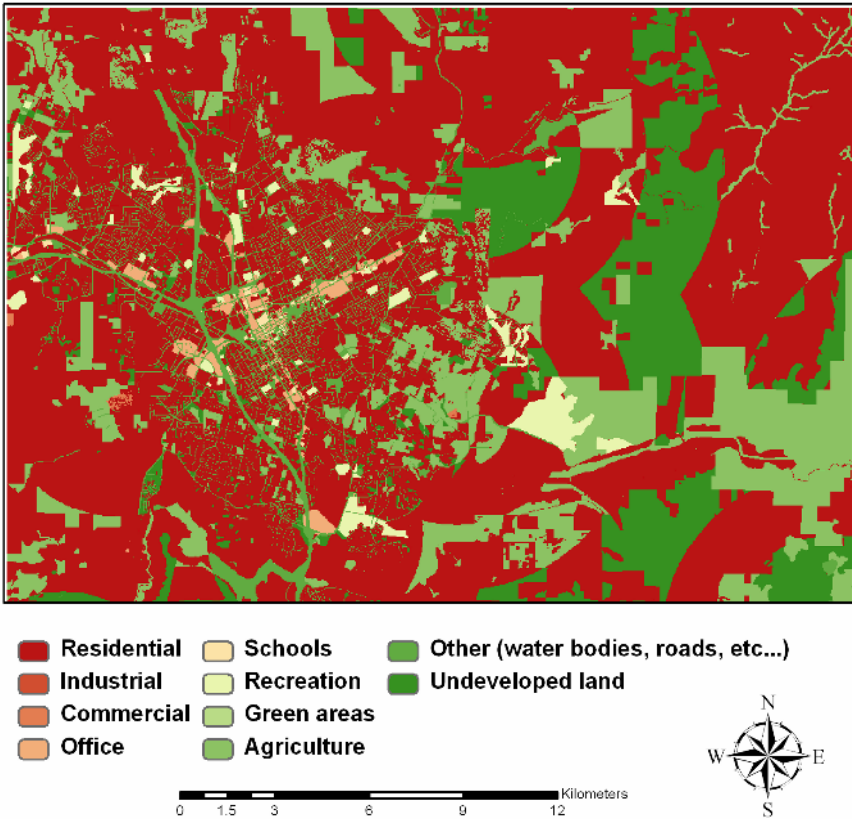 Residential
Industrial
Commercial
Office
Schools
Recreation
Green areas
Agriculture
Other (water bodies, roads, etc...)
Undeveloped land
N
W E
S
Kilometers
0 1.5 3 6 9 12